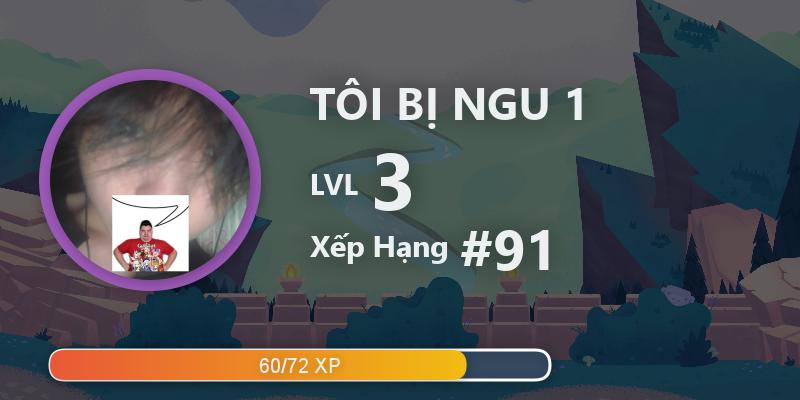 TÔI BỊ NGU 1
LVL 3
Xếp Hạng #91
60/72 XP